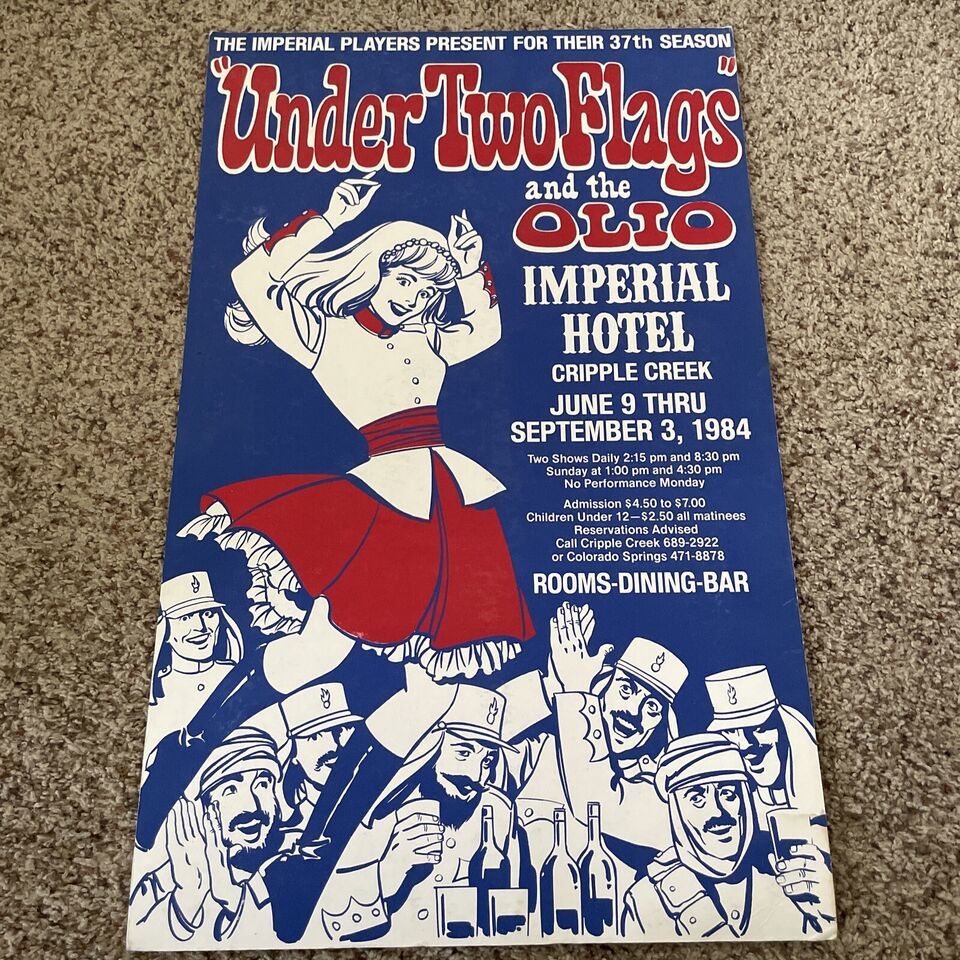 THE IMPERIAL PLAYERS PRESENT FOR THEIR 37th SEASON
"Under Two Flags"
and the
OLIO
IMPERIAL
HOTEL
CRIPPLE CREEK
JUNE 9 THRU
SEPTEMBER 3, 1984
Two Shows Daily 2:15 pm and 8:30 pm
Sunday at 1:00 pm and 4:30 pm
No Performance Monday
Admission $4.50 to $7.00
Children Under 12—$2.50 all matinees
Reservations Advised
Call Cripple Creek 689-2922
or Colorado Springs 471-8878
ROOMS-DINING-BAR